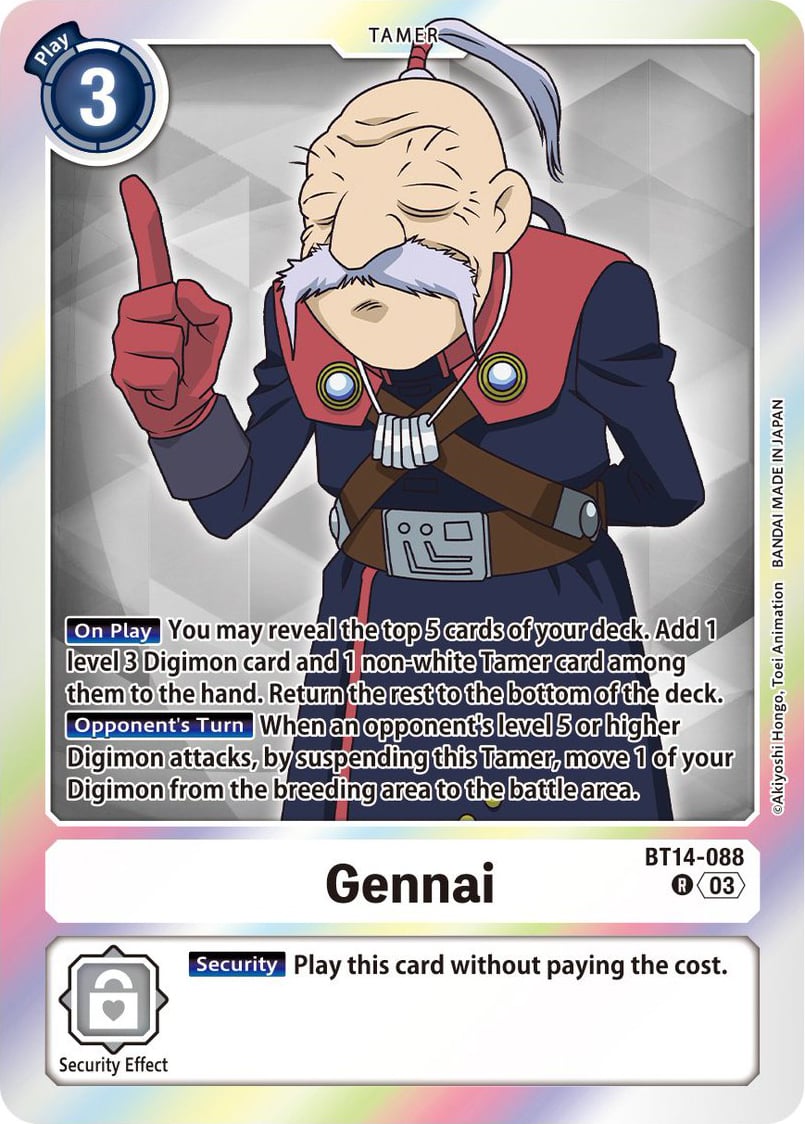 TAMER
Play
3
On Play You may reveal the top 5 cards of your deck. Add 1
level 3 Digimon card and 1 non-white Tamer card among
them to the hand. Return the rest to the bottom of the deck.
Opponent's Turn When an opponent's level 5 or higher
Digimon attacks, by suspending this Tamer, move 1 of your
Digimon from the breeding area to the battle area.
©Akiyoshi Hongo, Toei Animation BANDAI MADE IN JAPAN
BT14-088
Gennai
R 03
Security Play this card without paying the cost.
Security Effect